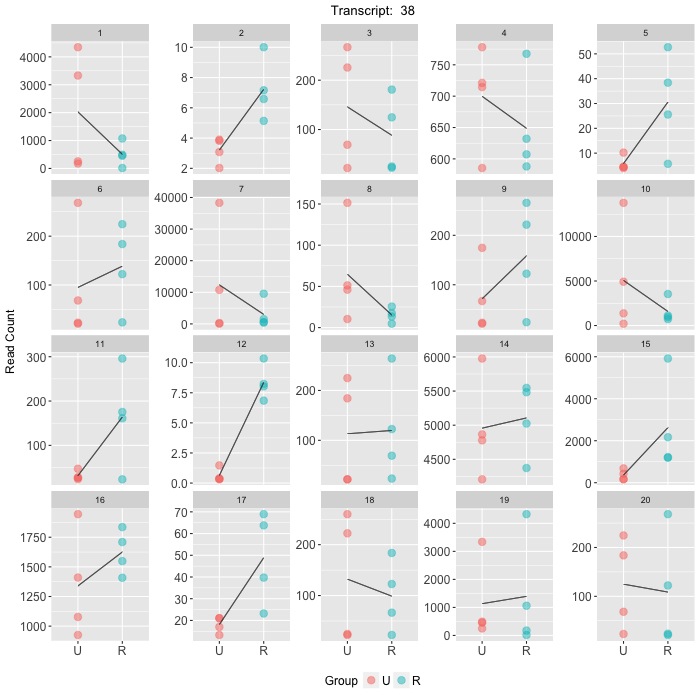 Transcript: 38
1 2 3 4 5
4000 3000 2000 1000 0
10 8 6 4 2
200 100
750 700 650 600
50 40 30 20 10
6 7 8 9 10
200 100
40000 30000 20000 10000 0
150 100 50 0
200 100
10000 5000 0
Read Count
11 12 13 14 15
300 200 100
10.0 7.5 5.0 2.5 0.0
200 100
6000 5500 5000 4500
6000 4000 2000 0
16 17 18 19 20
1750 1500 1250 1000
70 60 50 40 30 20
200 100
4000 3000 2000 1000 0
200 100
U R U R U R U R U R
Group U R